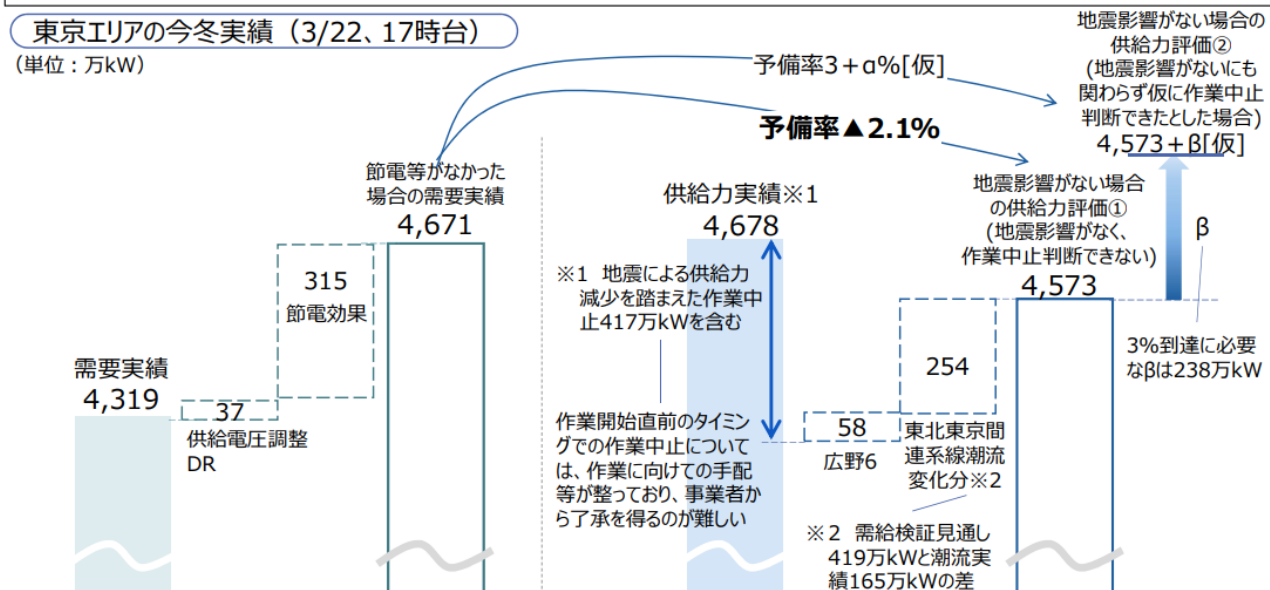 東京エリアの今冬実績（3/22、17時台）
（単位：万kW）
予備率3＋α%[仮]
予備率▲2.1%
地震影響がない場合の
供給力評価②
(地震影響がないにも
関わらず仮に作業中止
判断できたとした場合)
4,573＋β[仮]
節電等がなかった
場合の需要実績
4,671
315
節電効果
需要実績
4,319
37
供給電圧調整
DR
供給力実績※1
4,678
※1 地震による供給力
減少を踏まえた作業中
止417万kWを含む
作業開始直前のタイミン
グでの作業中止について
は、作業に向けての手配
等が整っており、事業者か
ら了承を得るのが難しい
58
広野6
254
東北東京間
連系線潮流
変化分※2
※2 需給検証見通し
419万kWと潮流実
績165万kWの差
地震影響がない場合
の供給力評価①
(地震影響がなく、
作業中止判断できない)
4,573
β
3%到達に必要
なβは238万kW